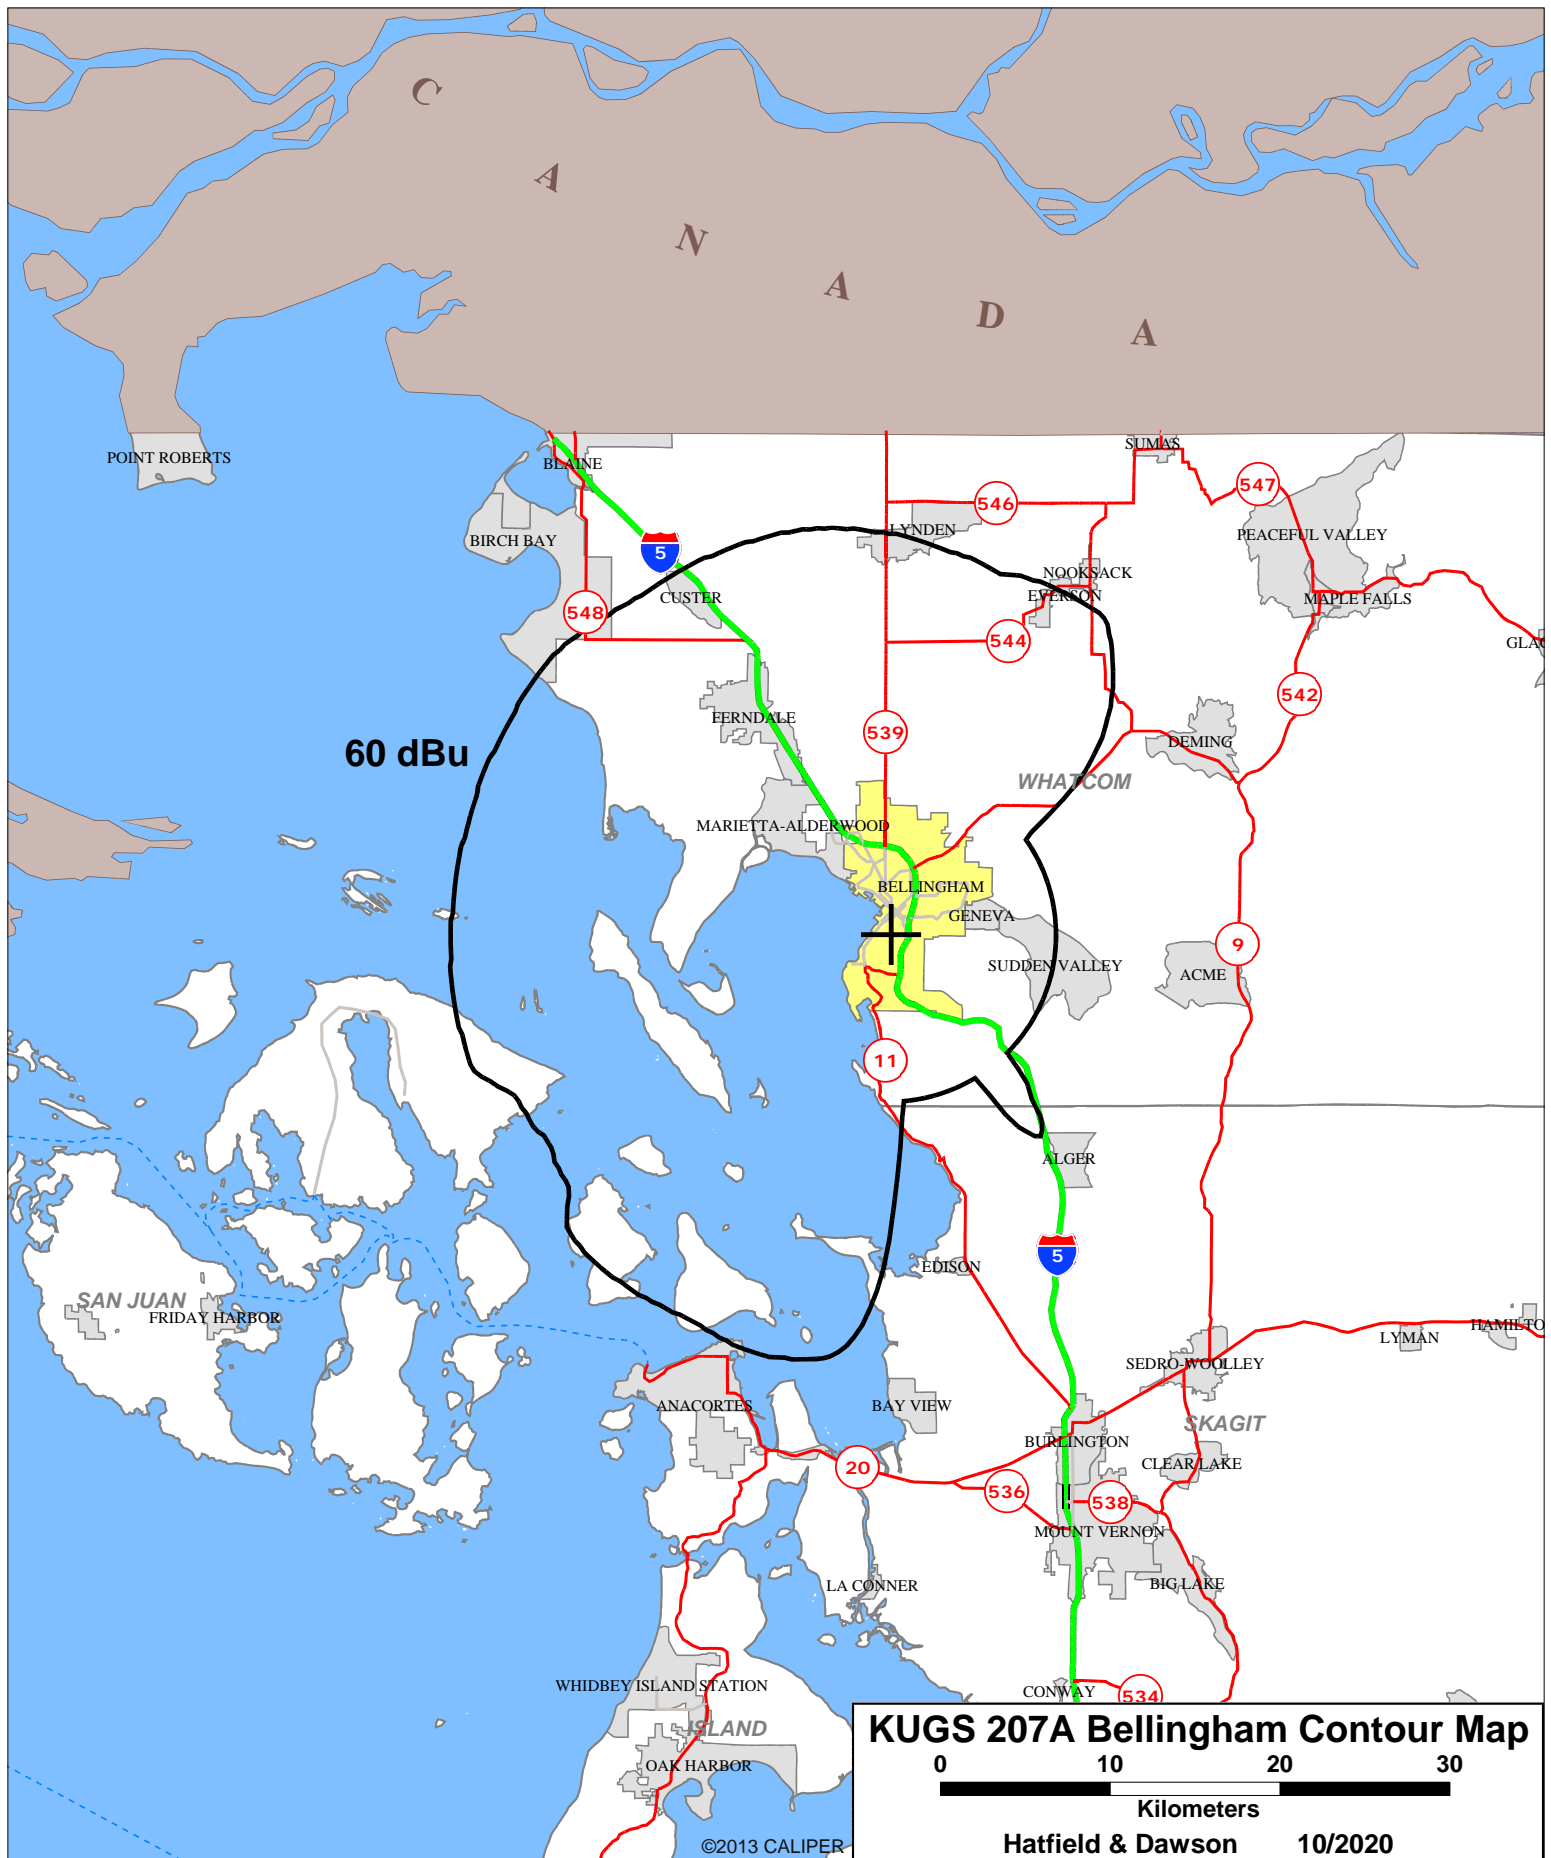 C A N A D A
POINT ROBERTS
BLAINE
SUMAS
547
546
LYNDEN
PEACEFUL VALLEY
BIRCH BAY
5
NOOKSACK
CUSTER
EVERSON
MAPLE FALLS
548
544
GLAC
542
FERNDALE
539
DEMING
60 dBu
WHATCOM
MARIETTA-ALDERWOOD
BELLINGHAM
GENEVA
9
SUDDEN VALLEY
ACME
11
ALGER
5
EDISON
SAN JUAN
FRIDAY HARBOR
HAMILTO
LYMAN
SEDRO-WOOLLEY
ANACORTES
BAY VIEW
SKAGIT
BURLINGTON
CLEAR LAKE
20
536
538
MOUNT VERNON
LA CONNER
BIG LAKE
WHIDBEY ISLAND STATION
CONWAY
534
ISLAND
OAK HARBOR
KUGS 207A Bellingham Contour Map
0 10 20 30
Kilometers
Hatfield & Dawson 10/2020
©2013 CALIPER